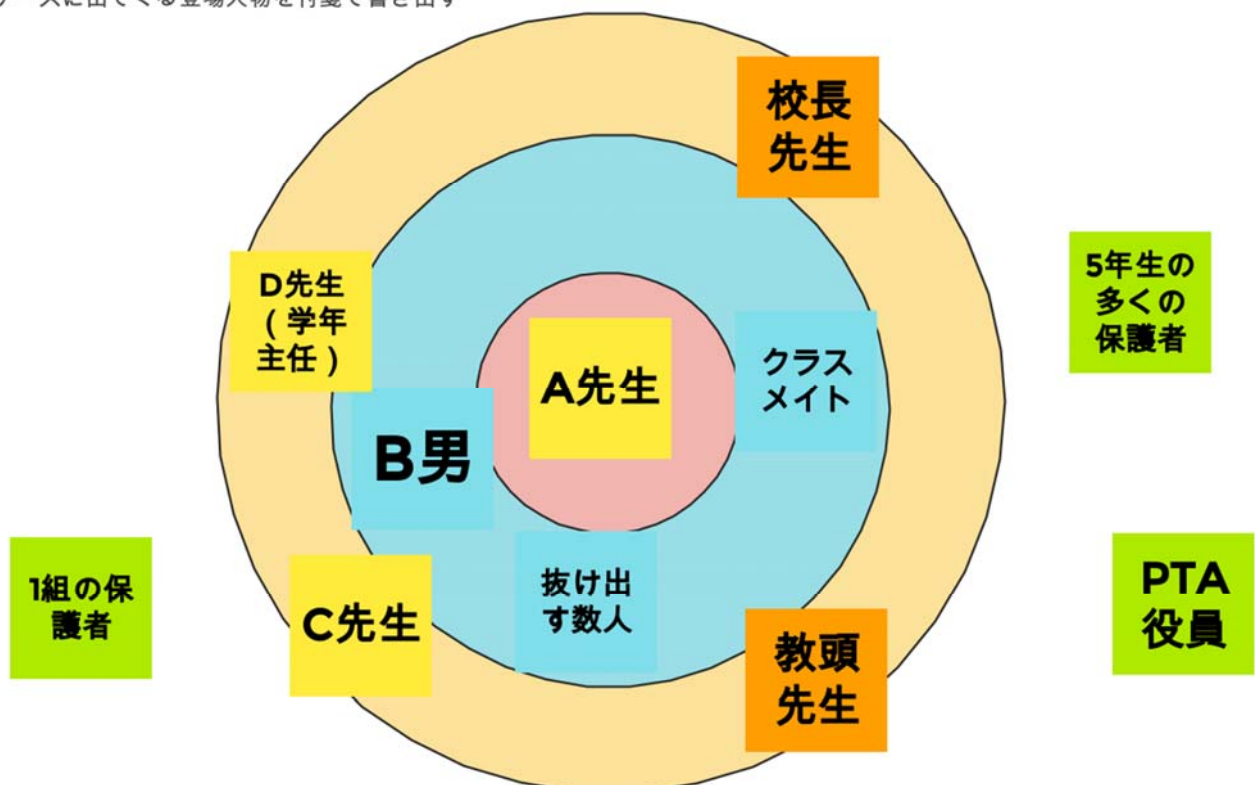 校長
先生
D先生
(学年
主任)
5年生の
多くの
保護者
A先生
クラス
メイト
B男
1組の保
護者
C先生
抜け出
す数人
教頭
先生
PTA
役員